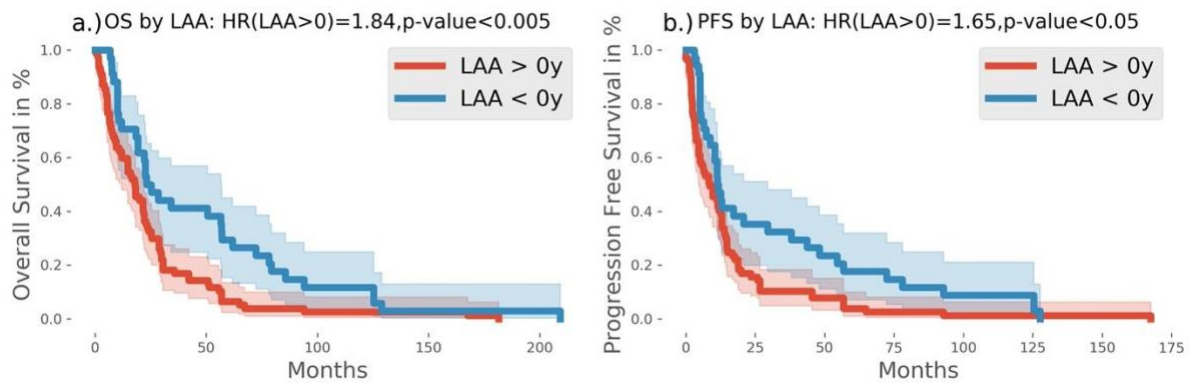 a.) OS by LAA: HR(LAA>0)=1.84,p-value<0.005
1.0
0.8
0.6
0.4
0.2
0.0
Overall Survival in %
LAA > 0y
LAA < 0y
0 50 100 150 200
Months
b.) PFS by LAA: HR(LAA>0)=1.65,p-value<0.05
1.0
0.8
0.6
0.4
0.2
0.0
Progression Free Survival in %
LAA > 0y
LAA < 0y
0 25 50 75 100 125 150 175
Months